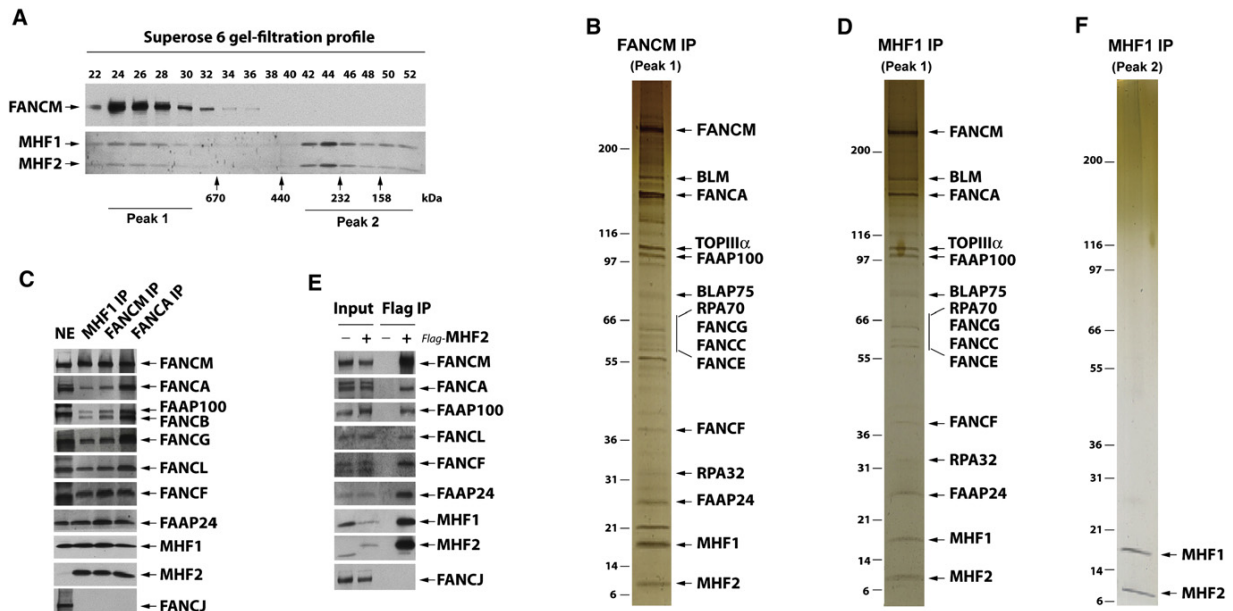 A
Superose 6 gel-filtration profile
22 24 26 28 30 32 34 36 38 40 42 44 46 48 50 52
FANCM
MHF1
MHF2
670 440 232 158 kDa
Peak 1 Peak 2
B
FANCM IP
(Peak 1)
200
116
97
66
55
36
31
21
14
6
FANCM
BLM
FANCA
TOPIIIα
FAAP100
BLAP75
RPA70
FANCG
FANCC
FANCE
FANCF
RPA32
FAAP24
MHF1
MHF2
C
NE MHF1 IP FANCM IP FANCA IP
FANCM
FANCA
FAAP100
FANCB
FANCG
FANCL
FANCF
FAAP24
MHF1
MHF2
FANCJ
D
MHF1 IP
(Peak 1)
200
116
97
66
55
36
31
21
14
6
FANCM
BLM
FANCA
TOPIIIα
FAAP100
BLAP75
RPA70
FANCG
FANCC
FANCE
FANCF
RPA32
FAAP24
MHF1
MHF2
E
Input Flag IP
– + – + Flag-MHF2
FANCM
FANCA
FAAP100
FANCL
FANCF
FAAP24
MHF1
MHF2
FANCJ
F
MHF1 IP
(Peak 2)
200
116
97
66
55
36
31
21
14
6
MHF1
MHF2